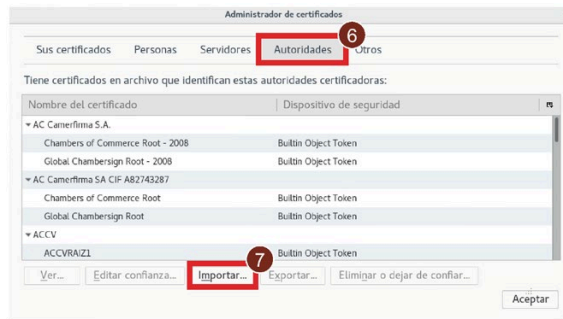 Administrador de certificados
6
Sus certificados Personas Servidores Autoridades Otros
Tiene certificados en archivo que identifican estas autoridades certificadoras:
Nombre del certificado Dispositivo de seguridad
AC Camerfirma S.A.
Chambers of Commerce Root - 2008 Builtin Object Token
Global Chambersign Root - 2008 Builtin Object Token
AC Camerfirma SA CIF A82743287
Chambers of Commerce Root Builtin Object Token
Global Chambersign Root Builtin Object Token
ACCV
ACCVRAIZ1 Builtin Object Token
7
Ver... Editar confianza... Importar... Exportar... Eliminar o dejar de confiar...
Aceptar